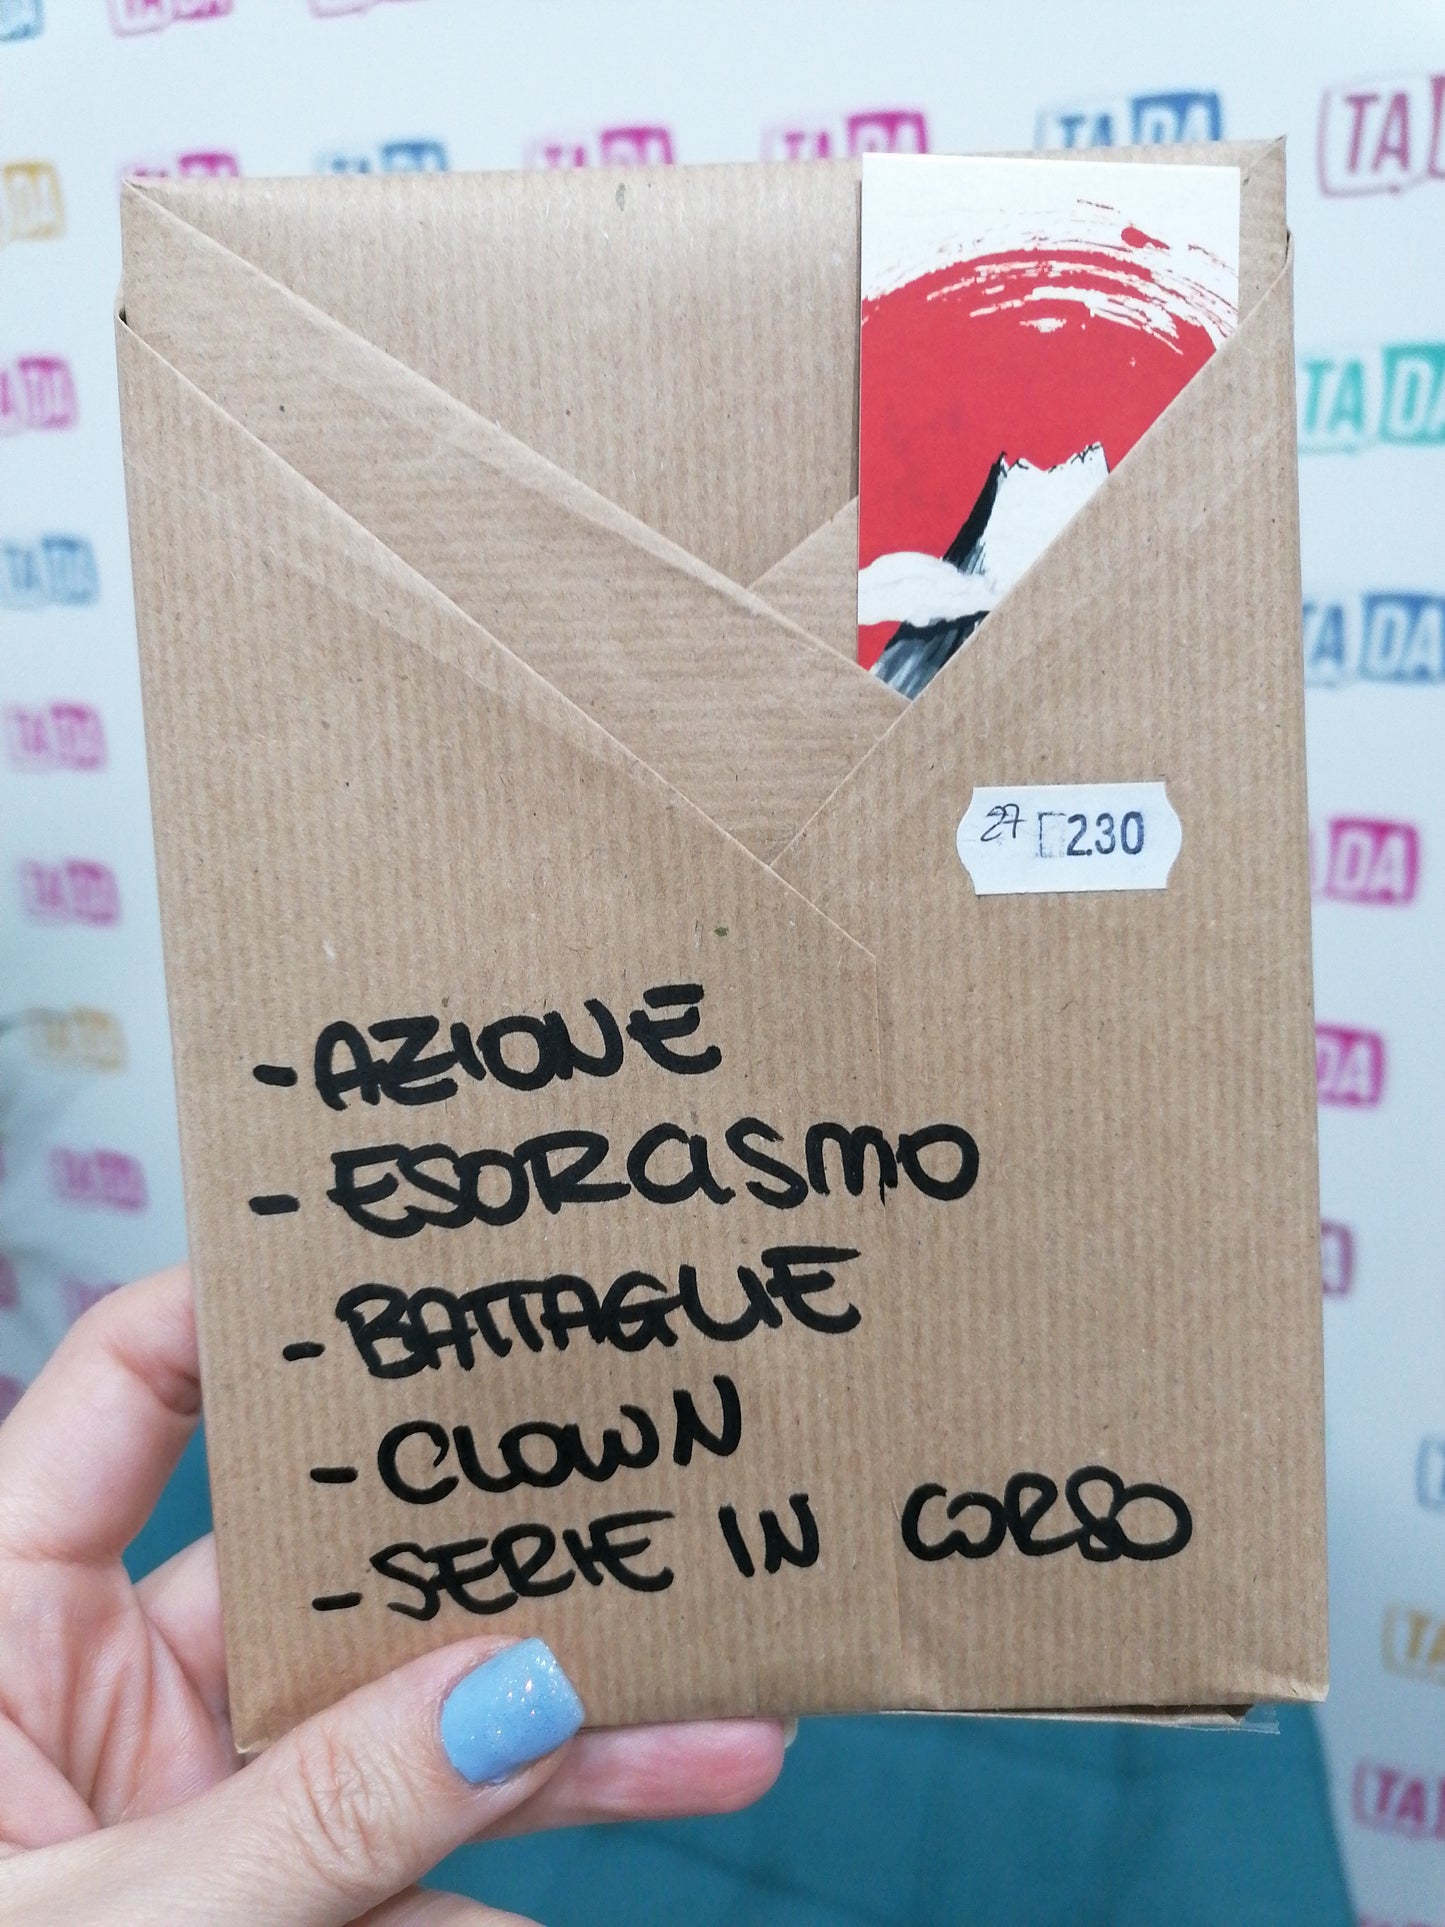 TA DA
27 2.30
- AZIONE
- ESORCISMO
- BATTAGLIE
- CLOWN
- SERIE IN CORSO